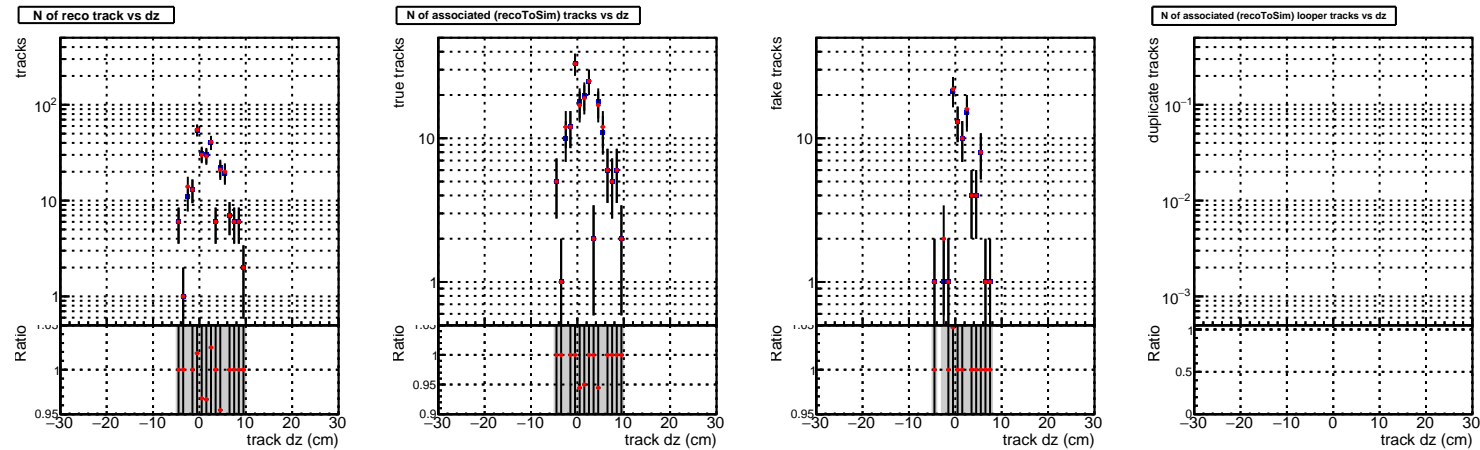 N of reco track vs dz
tracks
10²
10
1
Ratio
1.05
1
0.95
−30 −20 −10 0 10 20 30
track dz (cm)
N of associated (recoToSim) tracks vs dz
true tracks
10
1
Ratio
1.05
1
0.95
0.9
−30 −20 −10 0 10 20 30
track dz (cm)
fake tracks
10
1
Ratio
1.05
1
0.95
−30 −20 −10 0 10 20 30
track dz (cm)
N of associated (recoToSim) looper tracks vs dz
duplicate tracks
10⁻¹
10⁻²
10⁻³
Ratio
1
0.5
0
−30 −20 −10 0 10 20 30
track dz (cm)